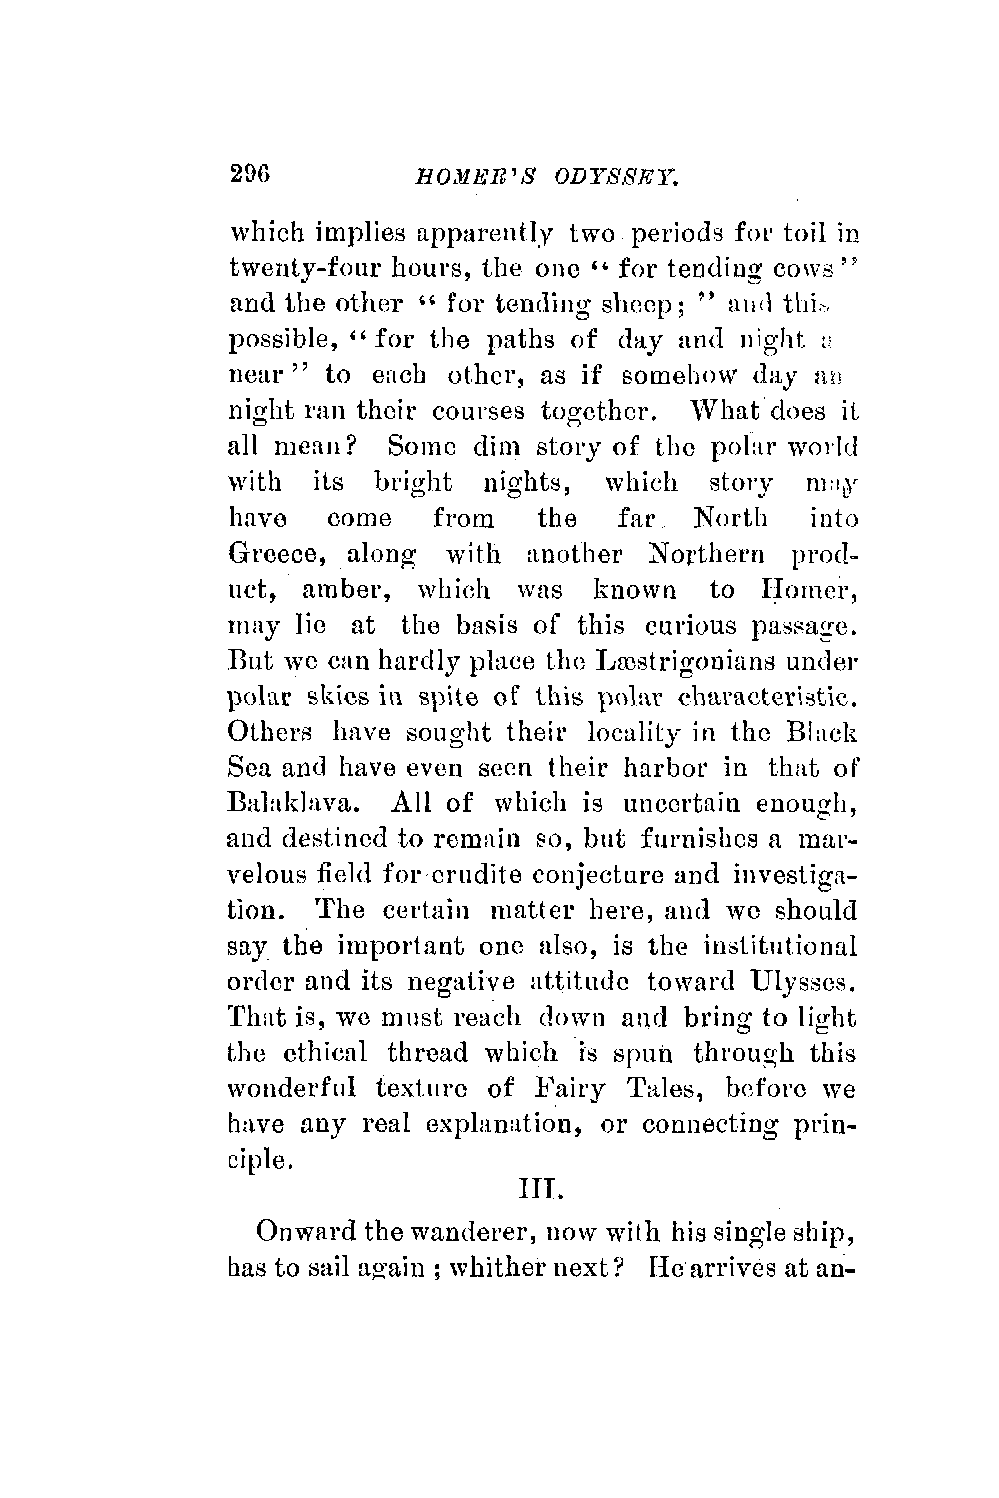 296 HOMER'S ODYSSEY.
which implies apparently two periods for toil in
twenty-four hours, the one “ for tending cows ”
and the other “ for tending sheep; ” and
possible, “ for the paths of day and night
near ” to each other, as if somehow day
night ran their courses together. What does it
all mean? Some dim story of the polar world
with its bright nights, which story may
have come from the far North into
Greece, along with another Northern prod-
uct, amber, which was known to Homer,
may lie at the basis of this curious passage.
But we can hardly place the Læstrigonians under
polar skies in spite of this polar characteristic.
Others have sought their locality in the Black
Sea and have even seen their harbor in that of
Balaklava. All of which is uncertain enough,
and destined to remain so, but furnishes a mar-
velous field for erudite conjecture and investiga-
tion. The certain matter here, and we should
say the important one also, is the institutional
order and its negative attitude toward Ulysses.
That is, we must reach down and bring to light
the ethical thread which is spun through this
wonderful texture of Fairy Tales, before we
have any real explanation, or connecting prin-
ciple.
III.
Onward the wanderer, now with his single ship,
has to sail again ; whither next? He arrives at an-